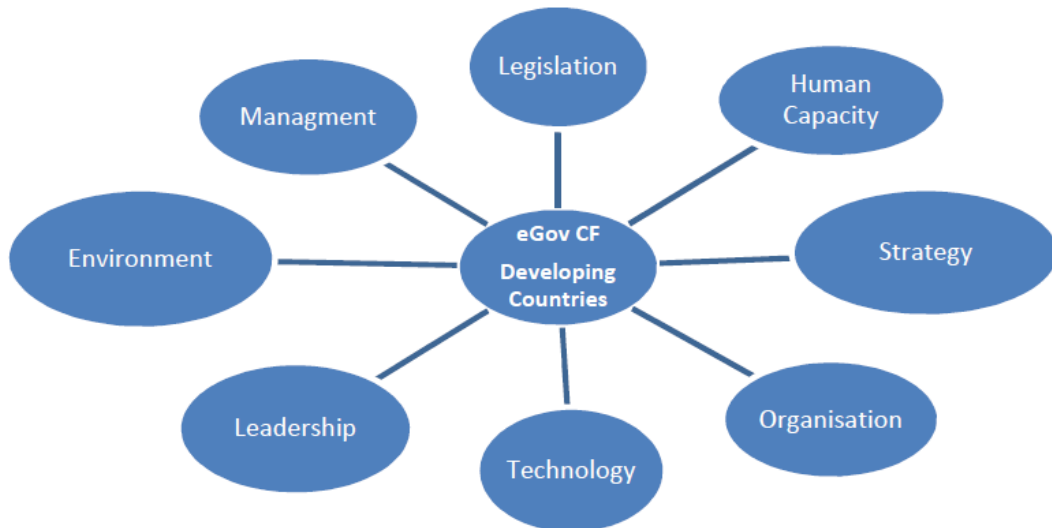 Legislation
Human
Capacity
Managment
Strategy
Environment
eGov CF
Developing
Countries
Organisation
Leadership
Technology